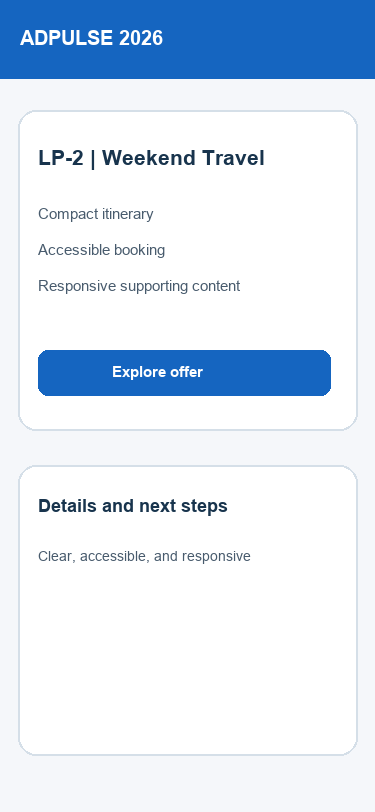 ADPULSE 2026
LP-2 | Weekend Travel
Compact itinerary
Accessible booking
Responsive supporting content
Explore offer
Details and next steps
Clear, accessible, and responsive